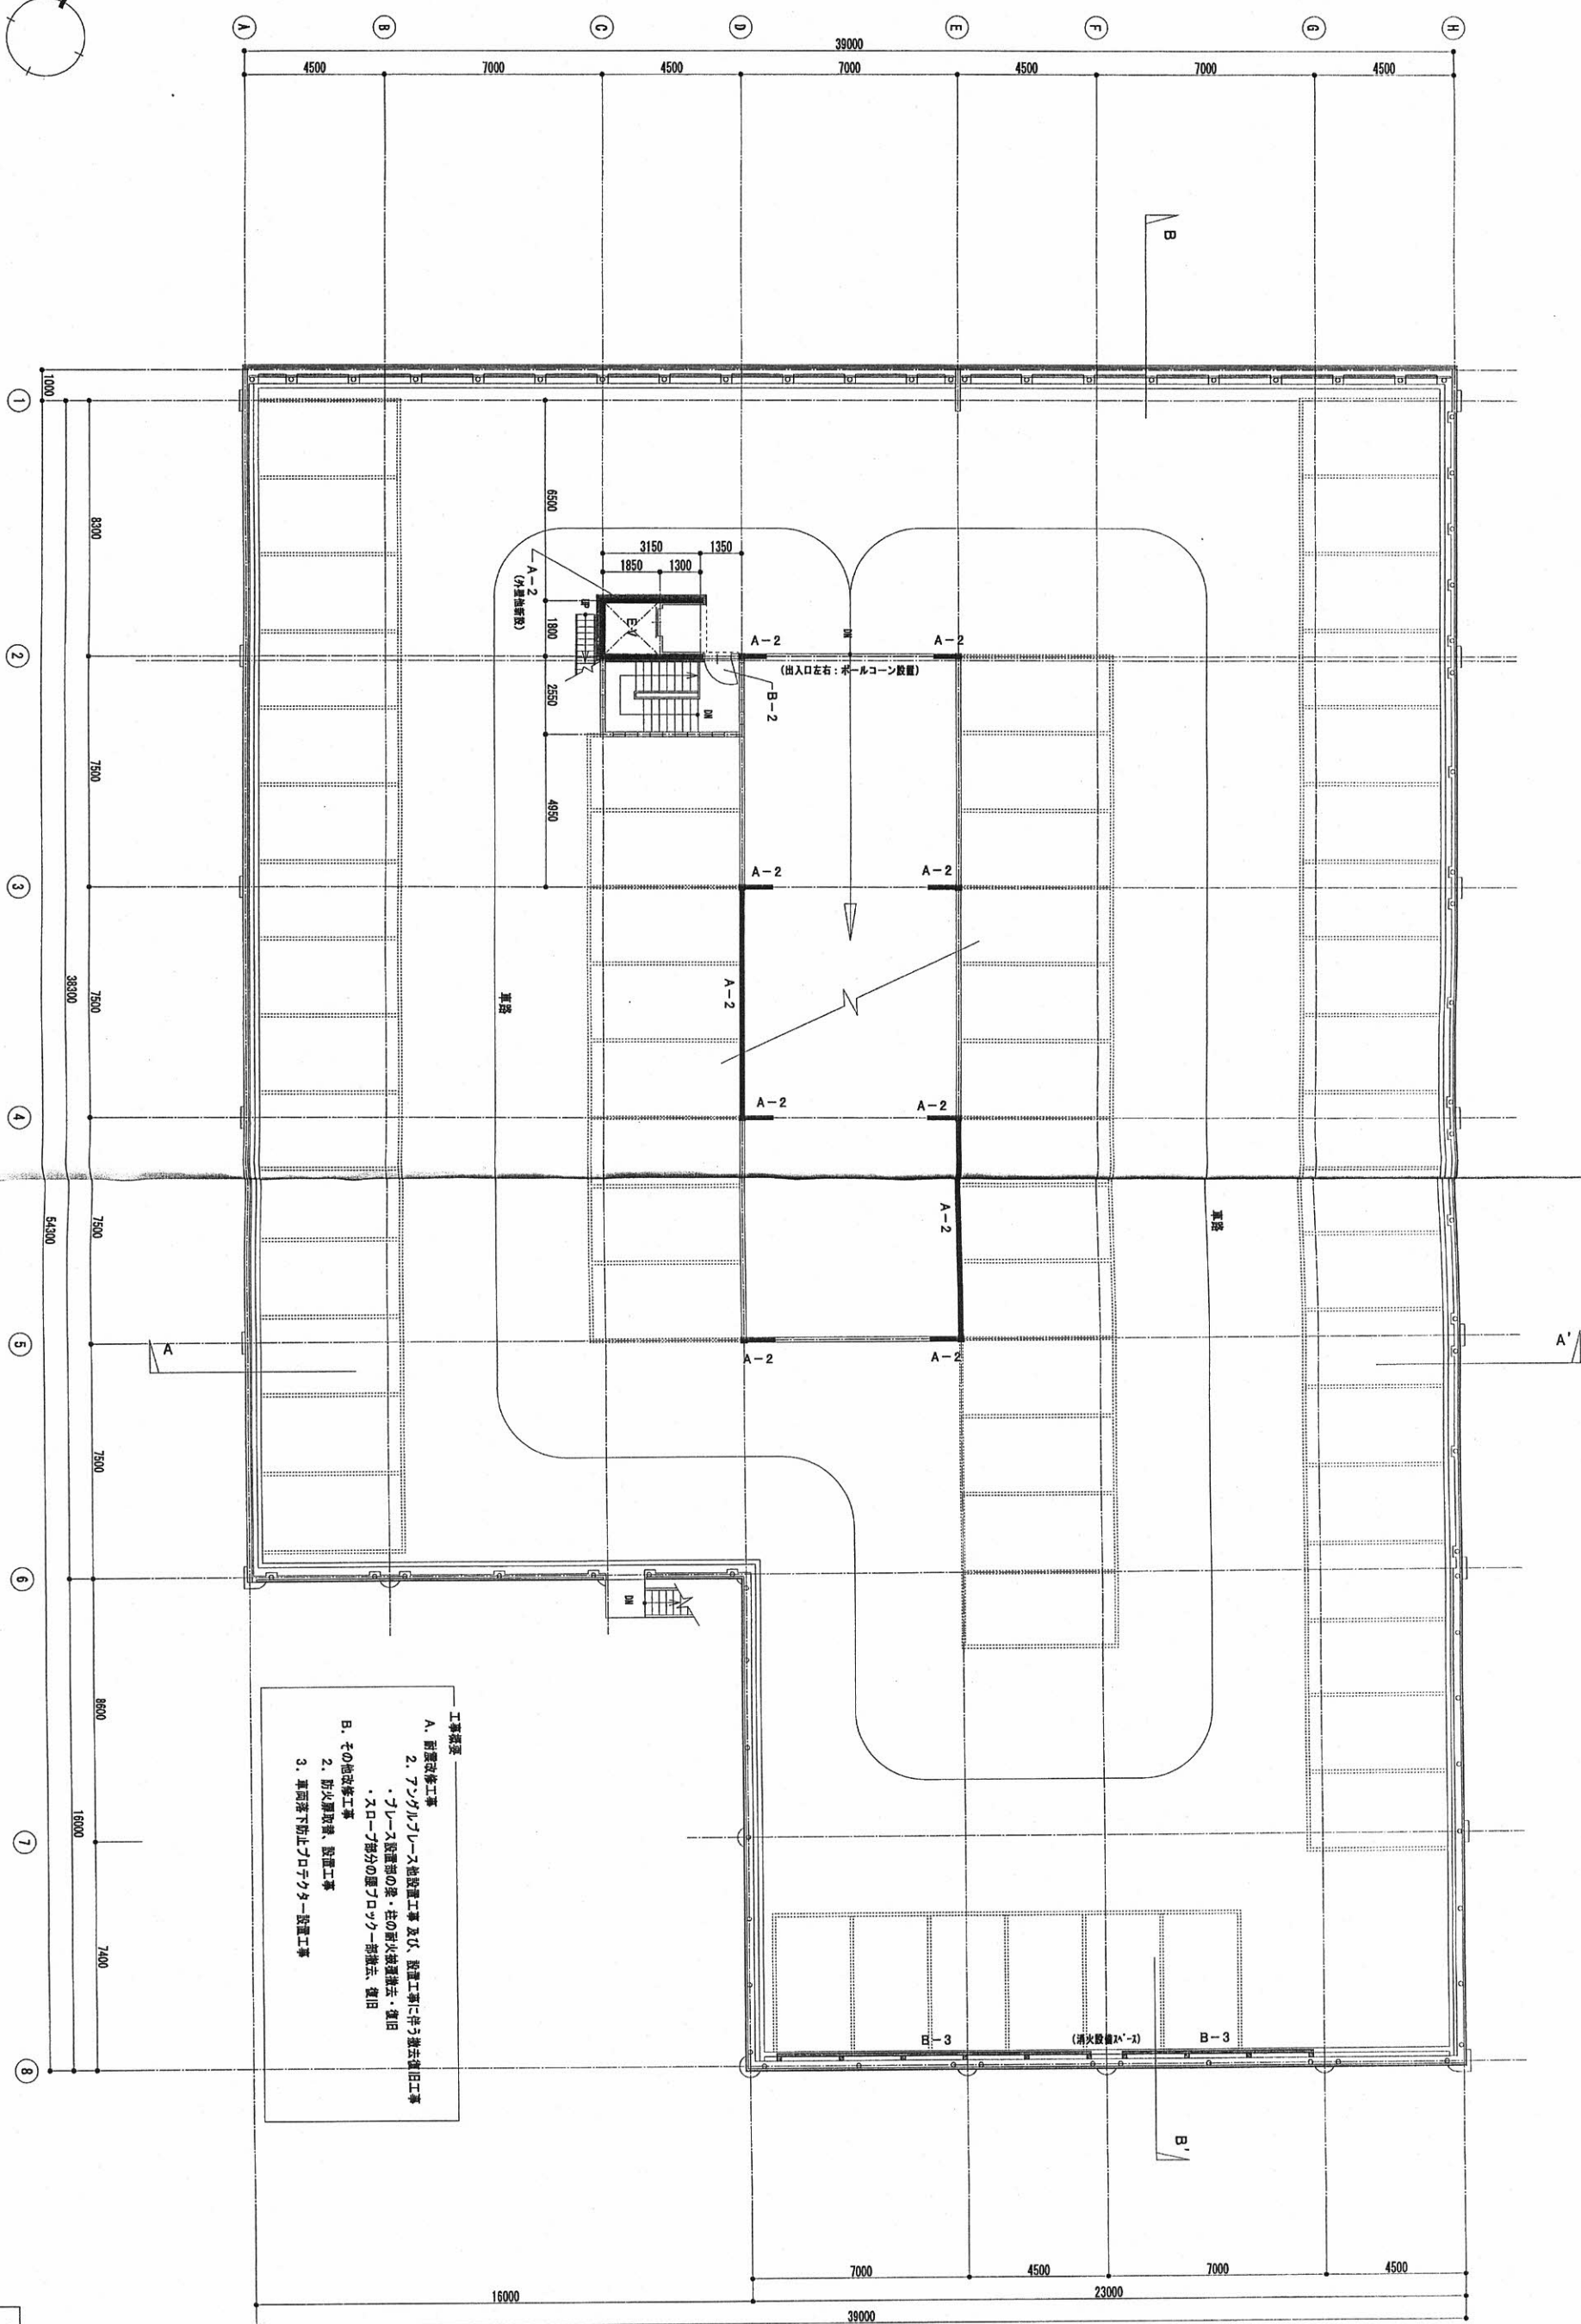 A
B
C
D
E
F
G
H
39000
4500
7000
4500
7000
4500
7000
4500
B
1000
1
6500
8300
3150
1350
1850
1300
A-2
(外壁他新設)
1800
EV
UP
DN
A-2
A-2
2
(出入口左右：ポールコーン設置)
B-2
2550
DN
7500
4950
A-2
A-2
3
A-2
車路
38300
7500
A-2
A-2
4
54300
7500
A-2
車路
5
A
A'
A-2
A-2
7500
6
DN
8600
16000
7
7400
工事概要
A. 耐震改修工事
2. アングルブレース他設置工事 及び、設置工事に伴う撤去復旧工事
・ブレース設置部の梁・柱の耐火被覆撤去・復旧
・スロープ部分の腰ブロック一部撤去、復旧
B. その他改修工事
2. 防火扉取替、設置工事
3. 車両落下防止プロテクター設置工事
B-3
(消火設備ｽﾍﾟｰｽ)
B-3
8
B'
7000
4500
7000
4500
16000
23000
39000